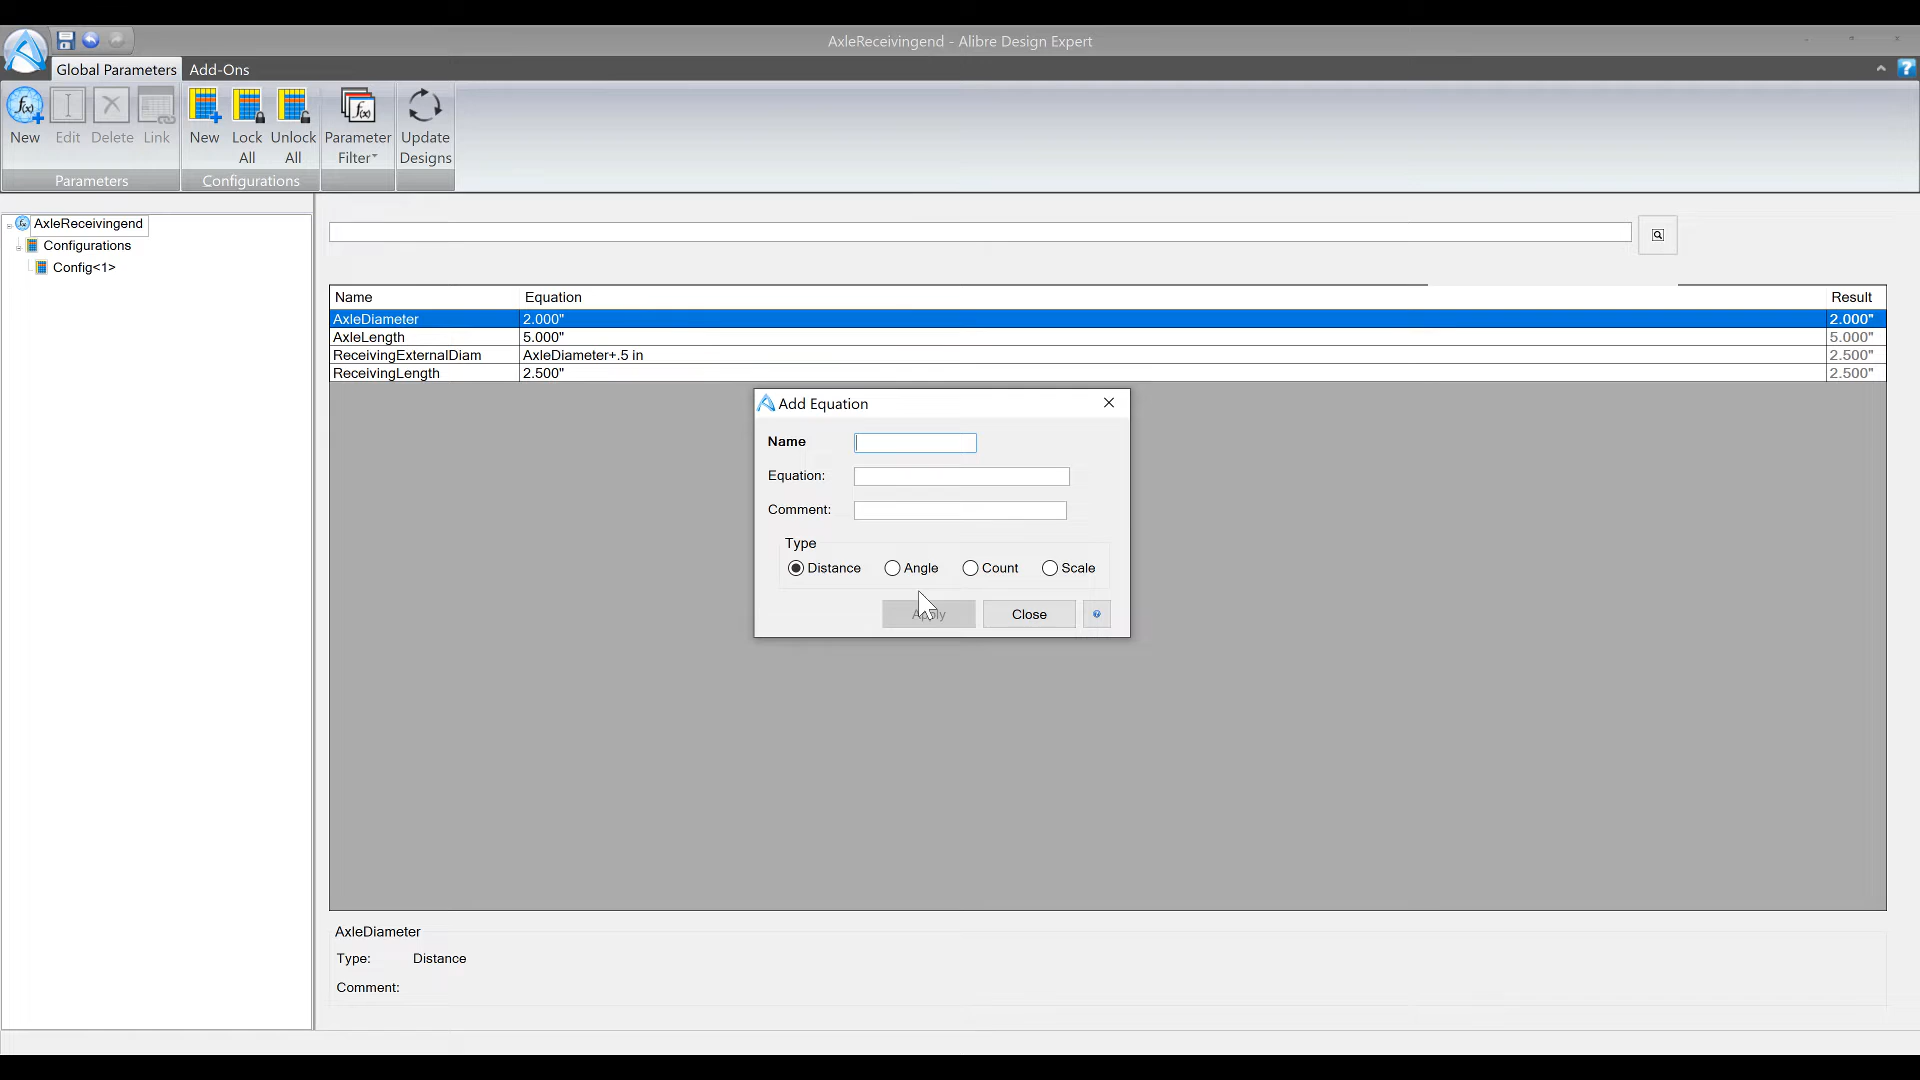 AxleReceivingend - Alibre Design Expert
Global Parameters Add-Ons
New Edit Delete Link New Lock All Unlock All Parameter Filter Update Designs
Parameters Configurations
AxleReceivingend
Configurations
Config<1>
Name Equation Result
AxleDiameter 2.000" 2.000"
AxleLength 5.000" 5.000"
ReceivingExternalDiam AxleDiameter+.5 in 2.500"
ReceivingLength 2.500" 2.500"
Add Equation
Name
Equation:
Comment:
Type
Distance Angle Count Scale
Apply Close
AxleDiameter
Type: Distance
Comment: